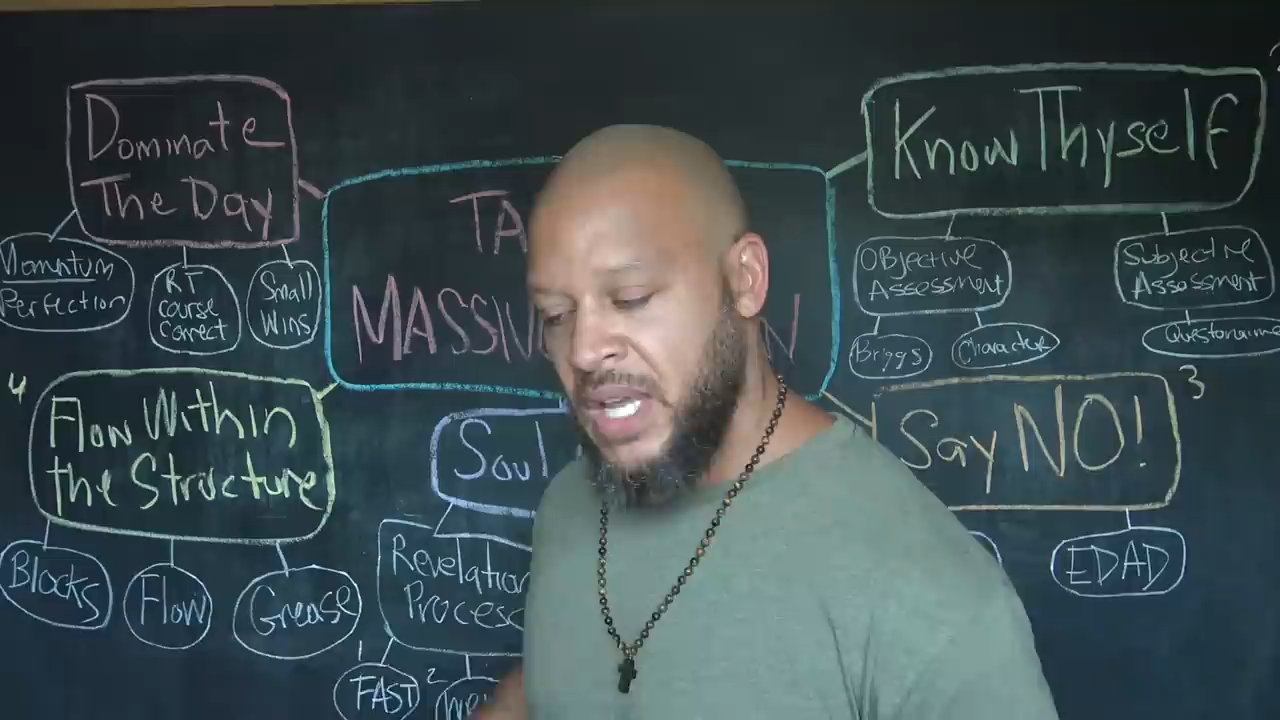 Dominate
The Day
Momentum
Perfection
RT
course
correct
Small
Wins
TA
MASSIV
N
Know Thyself
Objective
Assessment
Briggs
Character
Subjective
Assessment
4
Flow Within
the Structure
Blocks
Flow
Grease
Soul
Revelation
Process
1
FAST
2
Say NO!
3
EDAD